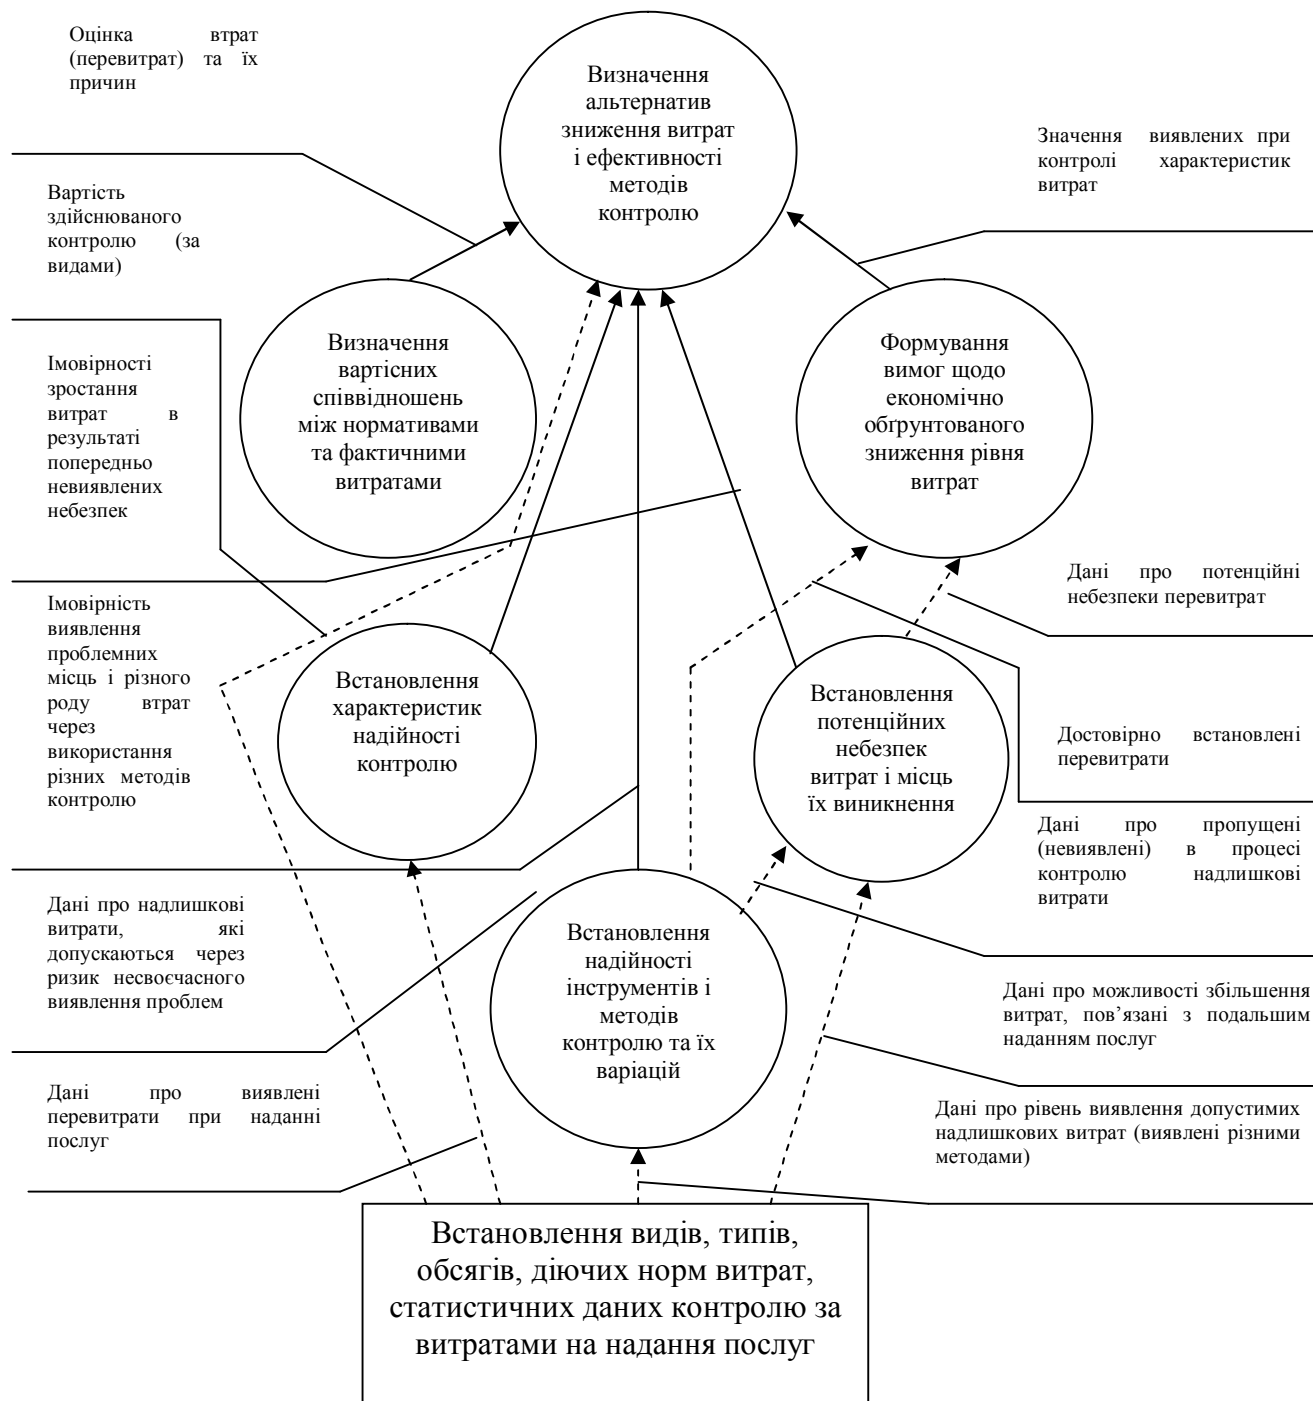 Оцінка втрат
(перевитрат) та їх
причин
Визначення
альтернатив
зниження витрат
і ефективності
методів
контролю
Значення виявлених при
контролі характеристик
витрат
Вартість
здійснюваного
контролю (за
видами)
Визначення
вартісних
співвідношень
між нормативами
та фактичними
витратами
Формування
вимог щодо
економічно
обґрунтованого
зниження рівня
витрат
Імовірності
зростання
витрат в
результаті
попередньо
невиявлених
небезпек
Дані про потенційні
небезпеки перевитрат
Імовірність
виявлення
проблемних
місць і різного
роду втрат
через
використання
різних методів
контролю
Встановлення
характеристик
надійності
контролю
Встановлення
потенційних
небезпек
витрат і місць
їх виникнення
Достовірно встановлені
перевитрати
Дані про пропущені
(невиявлені) в процесі
контролю надлишкові
витрати
Дані про надлишкові
витрати, які
допускаються через
ризик несвоєчасного
виявлення проблем
Встановлення
надійності
інструментів і
методів
контролю та їх
варіацій
Дані про можливості збільшення
витрат, пов’язані з подальшим
наданням послуг
Дані про виявлені
перевитрати при наданні
послуг
Дані про рівень виявлення допустимих
надлишкових витрат (виявлені різними
методами)
Встановлення видів, типів,
обсягів, діючих норм витрат,
статистичних даних контролю за
витратами на надання послуг